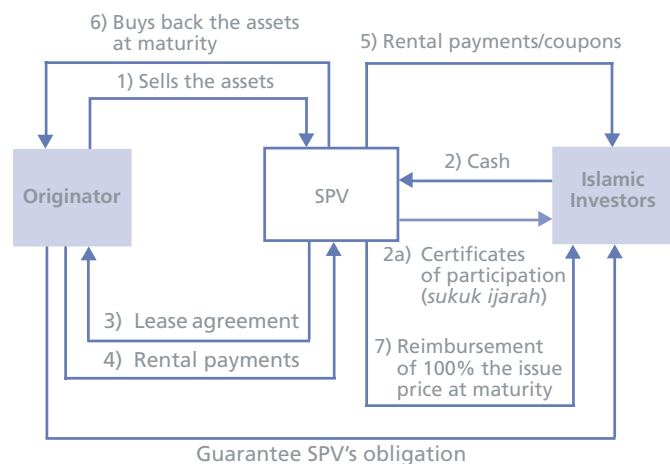 6) Buys back the assets
at maturity
5) Rental payments/coupons
1) Sells the assets
2) Cash
Originator
SPV
Islamic
Investors
2a) Certificates
of participation
(sukuk ijarah)
3) Lease agreement
4) Rental payments
7) Reimbursement
of 100% the issue
price at maturity
Guarantee SPV's obligation